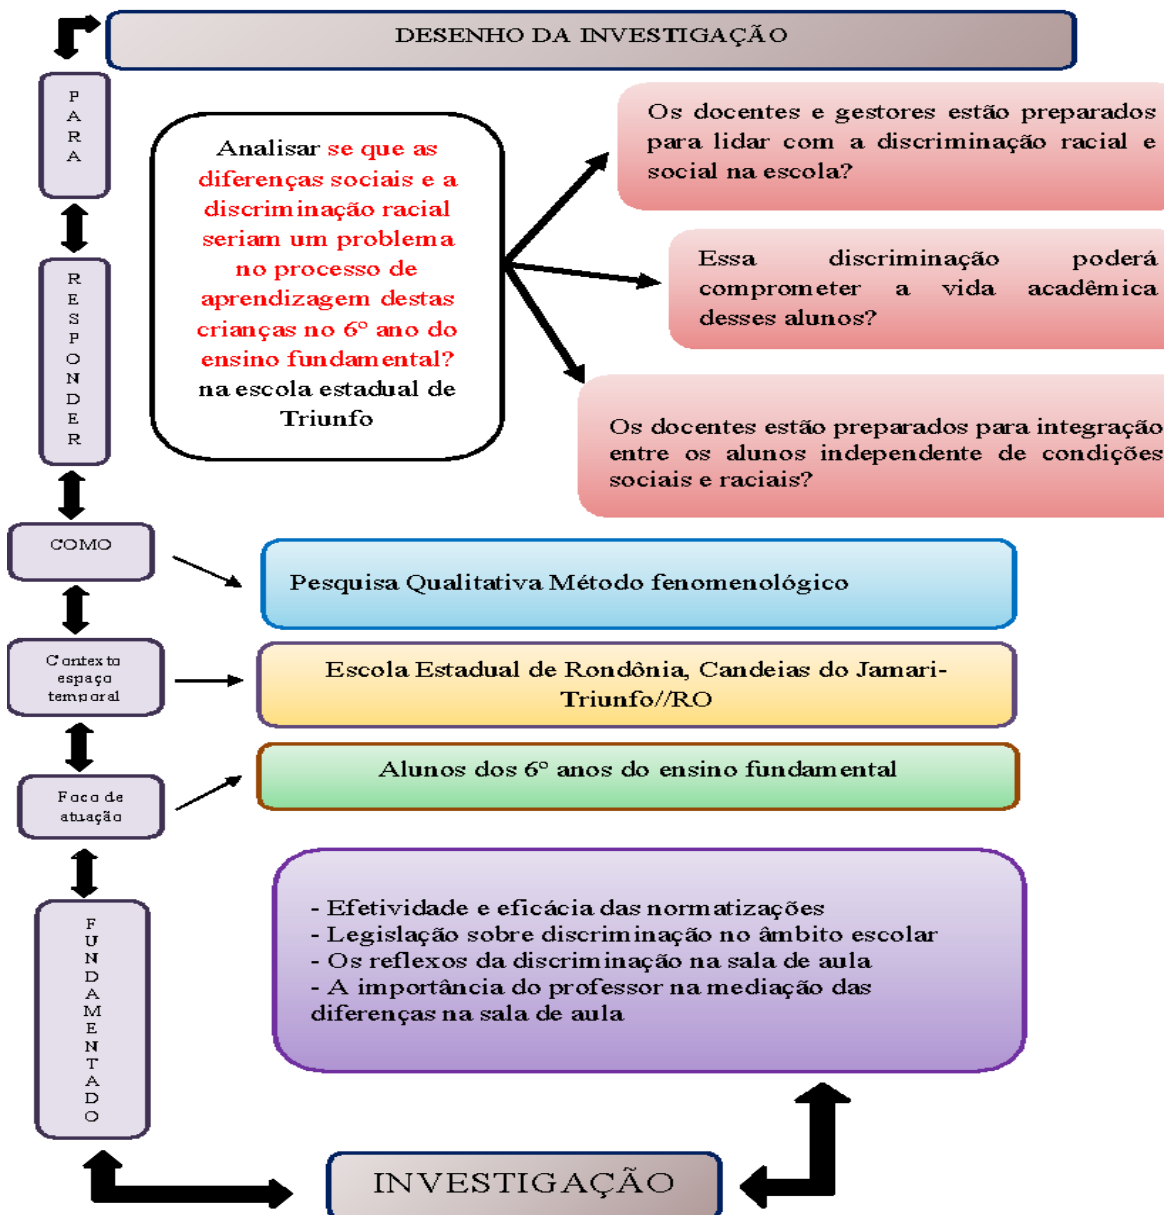 DESENHO DA INVESTIGAÇÃO
PARA
Analisar se que as
diferenças sociais e a
discriminação racial
seriam um problema
no processo de
aprendizagem destas
crianças no 6° ano do
ensino fundamental?
na escola estadual de
Triunfo
Os docentes e gestores estão preparados
para lidar com a discriminação racial e
social na escola?
Essa discriminação poderá
comprometer a vida acadêmica
desses alunos?
Os docentes estão preparados para integração
entre os alunos independente de condições
sociais e raciais?
RESPONDER
COMO
Pesquisa Qualitativa Método fenomenológico
Contexto
espaço
temporal
Escola Estadual de Rondônia, Candeias do Jamari-
Triunfo//RO
Foco de
atuação
Alunos dos 6° anos do ensino fundamental
FUNDAMENTADO
- Efetividade e eficácia das normatizações
- Legislação sobre discriminação no âmbito escolar
- Os reflexos da discriminação na sala de aula
- A importância do professor na mediação das
diferenças na sala de aula
INVESTIGAÇÃO